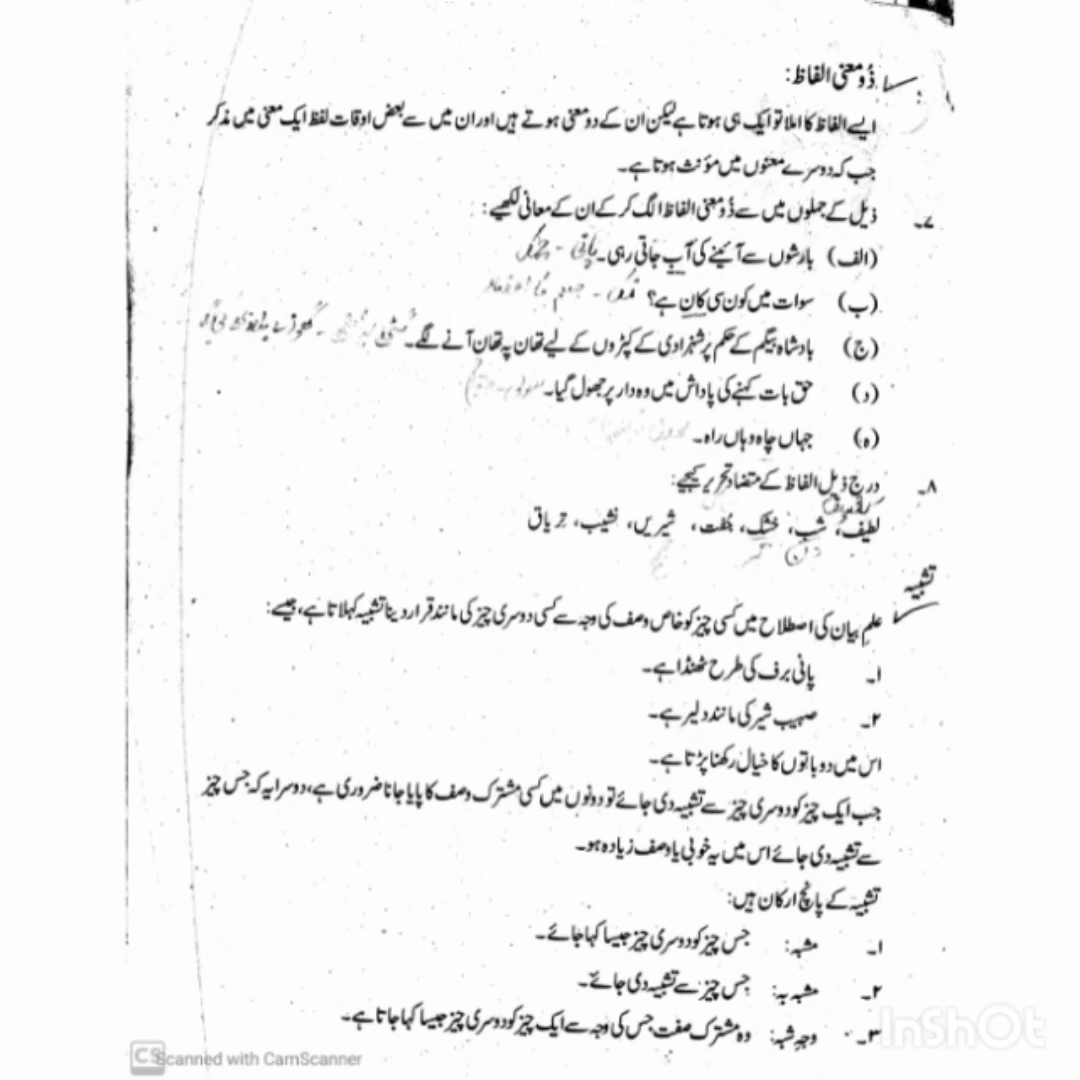 ذُو معنی الفاظ:
ایسے الفاظ کا املا تو ایک ہی ہوتا ہے لیکن ان کے دو معنی ہوتے ہیں اور ان میں سے بعض اوقات لفظ ایک معنی میں مذکر
جب کہ دوسرے معنوں میں مؤنث ہوتا ہے۔
۷۔ ذیل کے جملوں میں سے ذُو معنی الفاظ الگ کر کے ان کے معانی لکھیے:
(الف) بارشوں سے آئینے کی آب جاتی رہی۔ پانی - چمک
(ب) سوات میں کون سی کان ہے؟
(ج) بادشاہ بیگم کے حکم پر شہزادی کے کپڑوں کے لیے تھان پہ تھان آنے لگے۔
(د) حق بات کہنے کی پاداش میں وہ دار پر جھول گیا۔
(ہ) جہاں چاہ وہاں راہ۔
۸۔ درج ذیل الفاظ کے متضاد تحریر کیجیے:
لطیف، شب، خشک، جُفت، شیریں، نشیب، تریاق
دن
تشبیہ
علمِ بیان کی اصطلاح میں کسی چیز کو خاص وصف کی وجہ سے کسی دوسری چیز کی مانند قرار دینا تشبیہ کہلاتا ہے، جیسے:
۱۔ پانی برف کی طرح ٹھنڈا ہے۔
۲۔ صہیب شیر کی مانند دلیر ہے۔
اس میں دو باتوں کا خیال رکھنا پڑتا ہے۔
جب ایک چیز کو دوسری چیز سے تشبیہ دی جائے تو دونوں میں کسی مشترک وصف کا پایا جانا ضروری ہے، دوسرا یہ کہ جس چیز
سے تشبیہ دی جائے اس میں یہ خوبی یا وصف زیادہ ہو۔
تشبیہ کے پانچ ارکان ہیں:
۱۔ مشبہ: جس چیز کو دوسری چیز جیسا کہا جائے۔
۲۔ مشبہ بہ: جس چیز سے تشبیہ دی جائے۔
۳۔ وجہِ شبہ: وہ مشترک صفت جس کی وجہ سے ایک چیز کو دوسری چیز جیسا کہا جاتا ہے۔
InShOt
CS Scanned with CamScanner